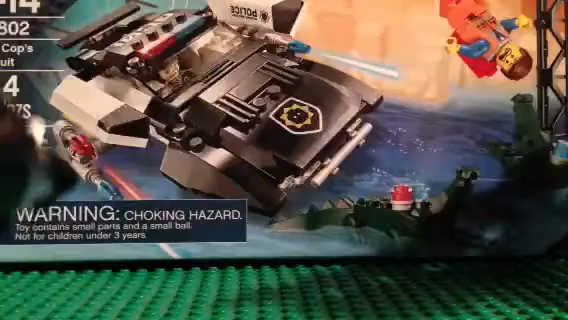 -14
802
Cop's
uit
4
POLICE
WARNING: CHOKING HAZARD.
Toy contains small parts and a small ball.
Not for children under 3 years.